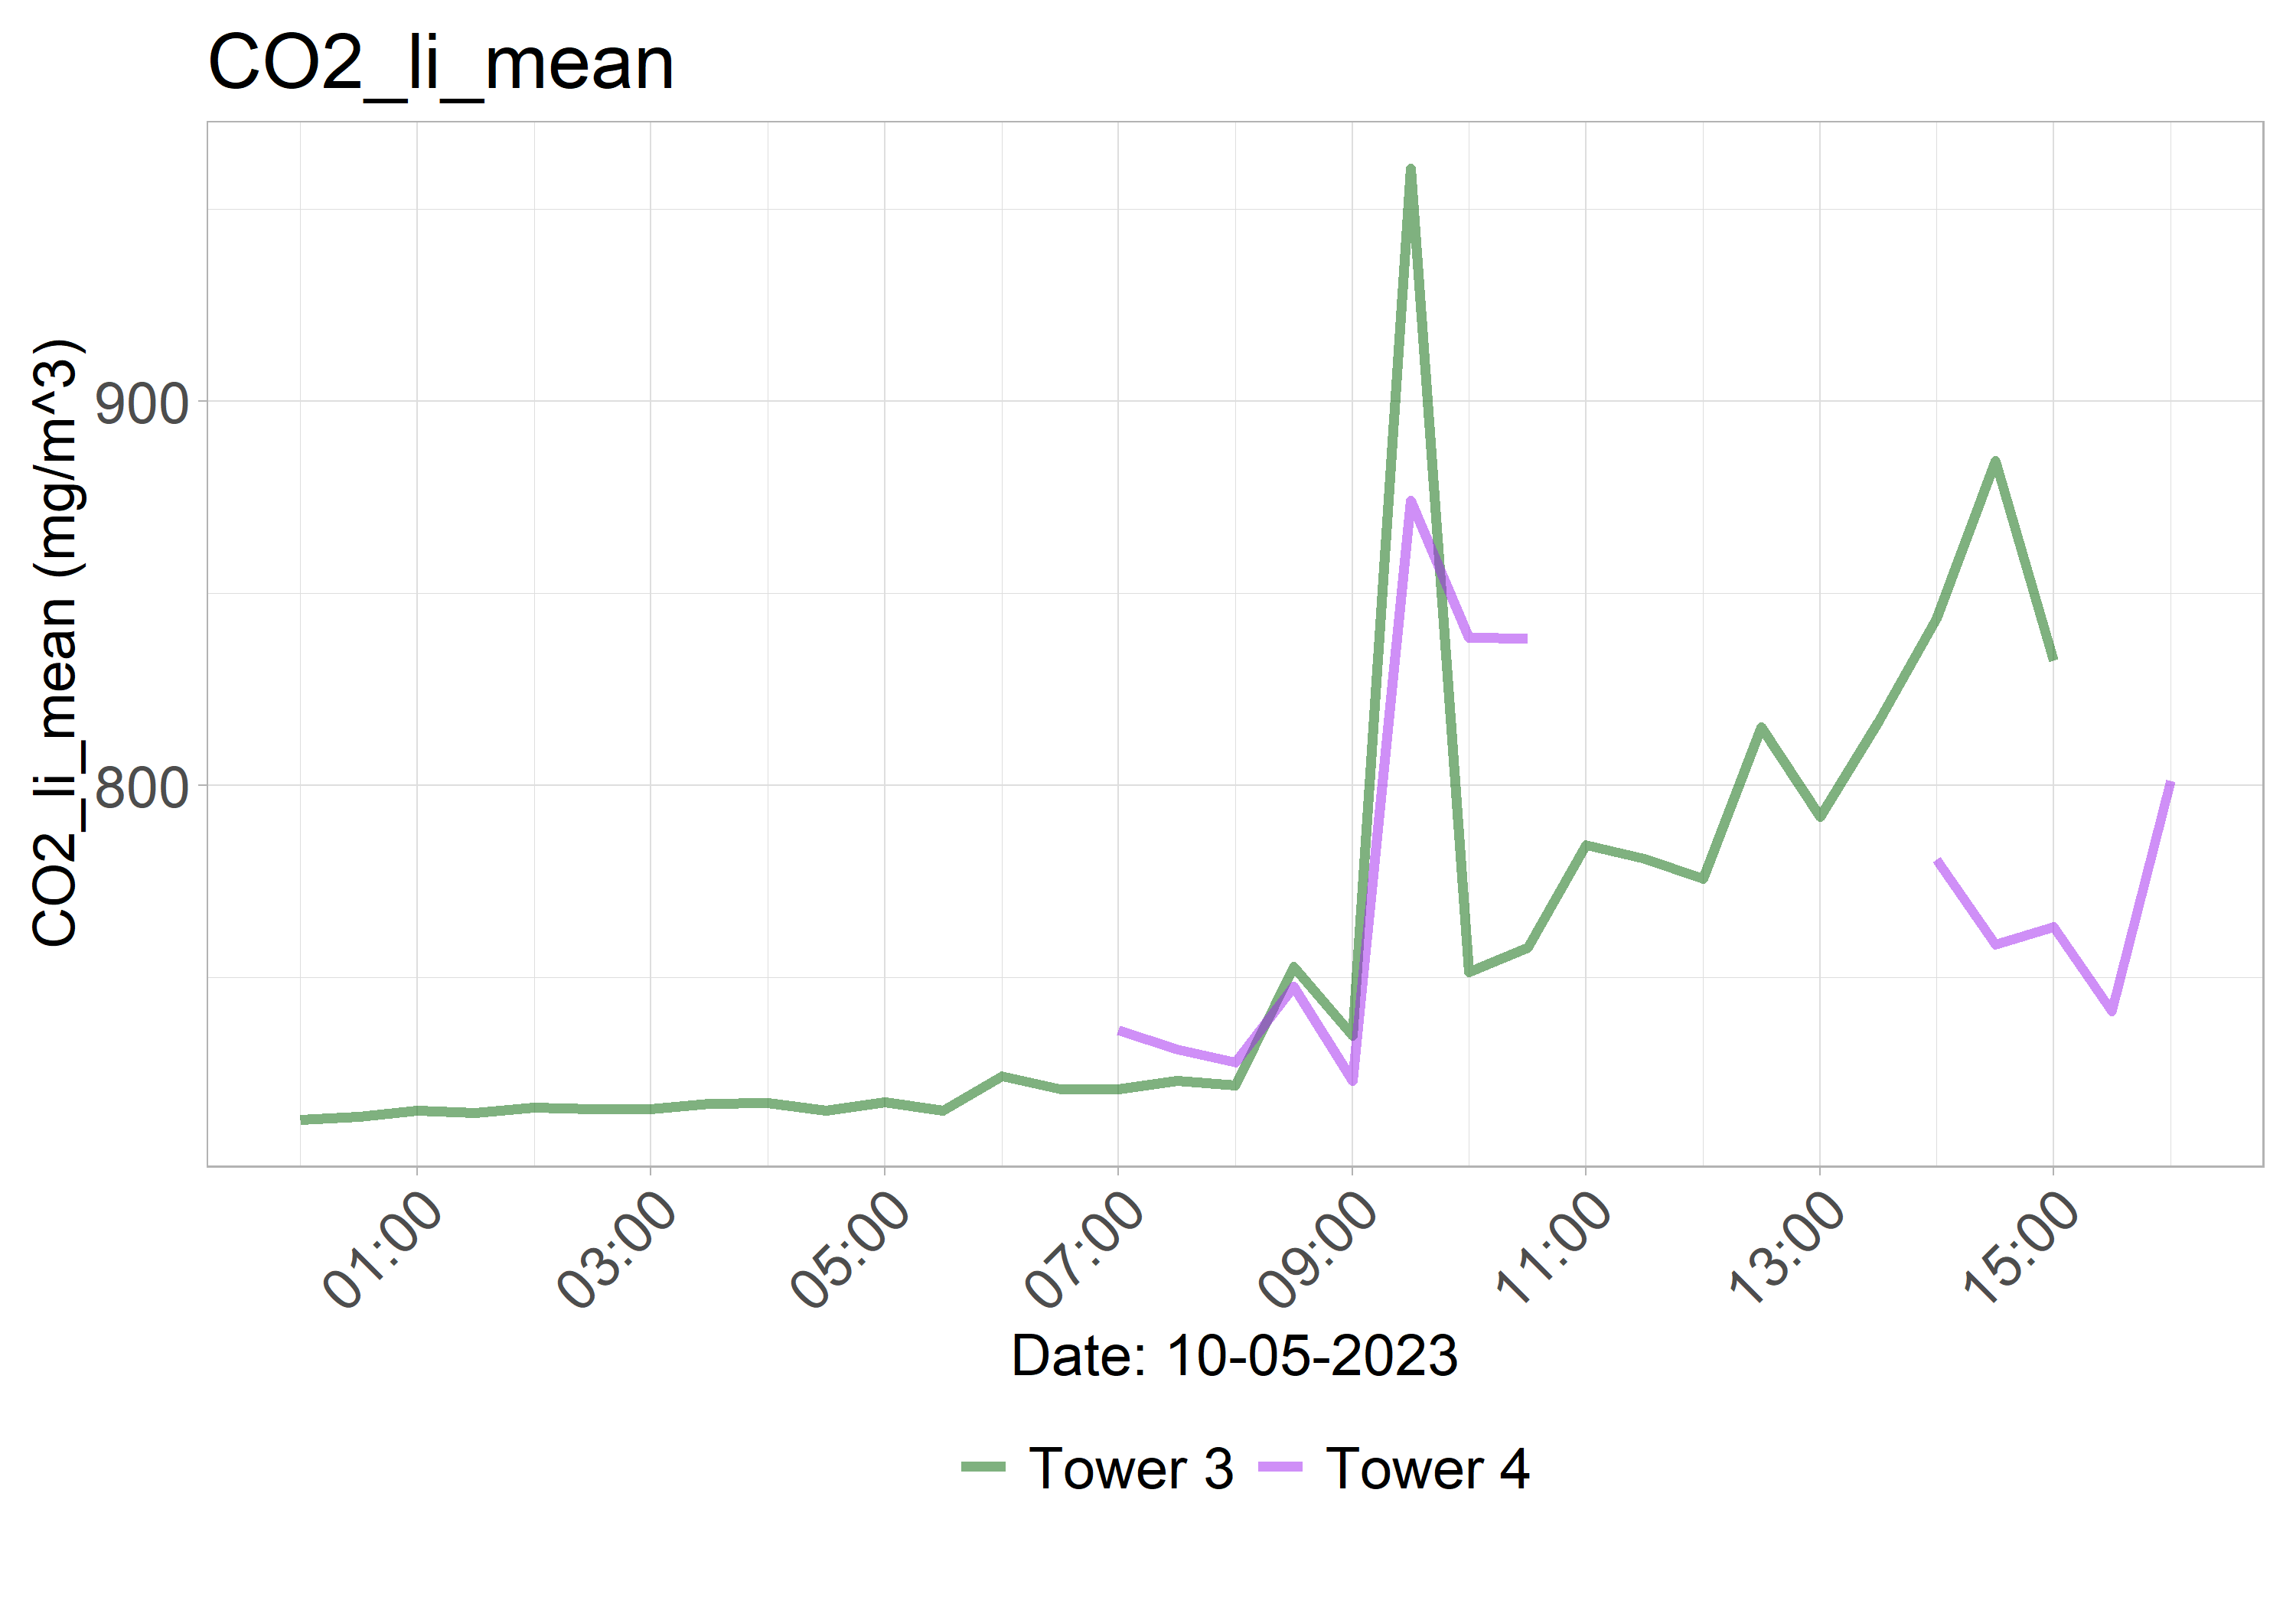 CO2_li_mean
CO2_li_mean (mg/m^3)
900
800
01:00
03:00
05:00
07:00
09:00
11:00
13:00
15:00
Date: 10-05-2023
Tower 3
Tower 4